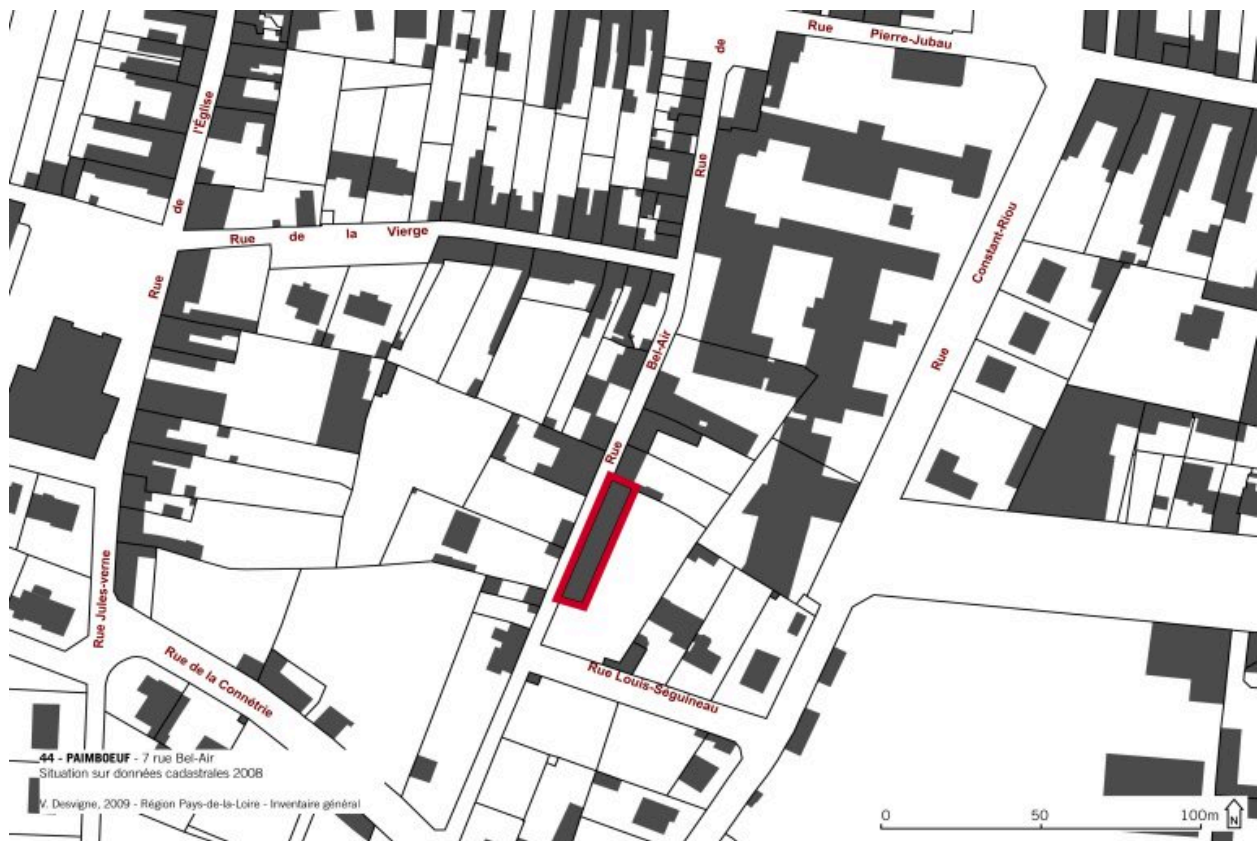 Rue Pierre-Jubau
Rue de l'Église
Rue de la Vierge
Rue de
Bel-Air
Rue
Rue Constant-Riou
Rue Jules-verne
Rue de la Connétrie
Rue Louis-Séguineau
44 - PAIMBOEUF - 7 rue Bel-Air
Situation sur données cadastrales 2008
V. Desvigne, 2009 - Région Pays-de-la-Loire - Inventaire général
0 50 100m
N